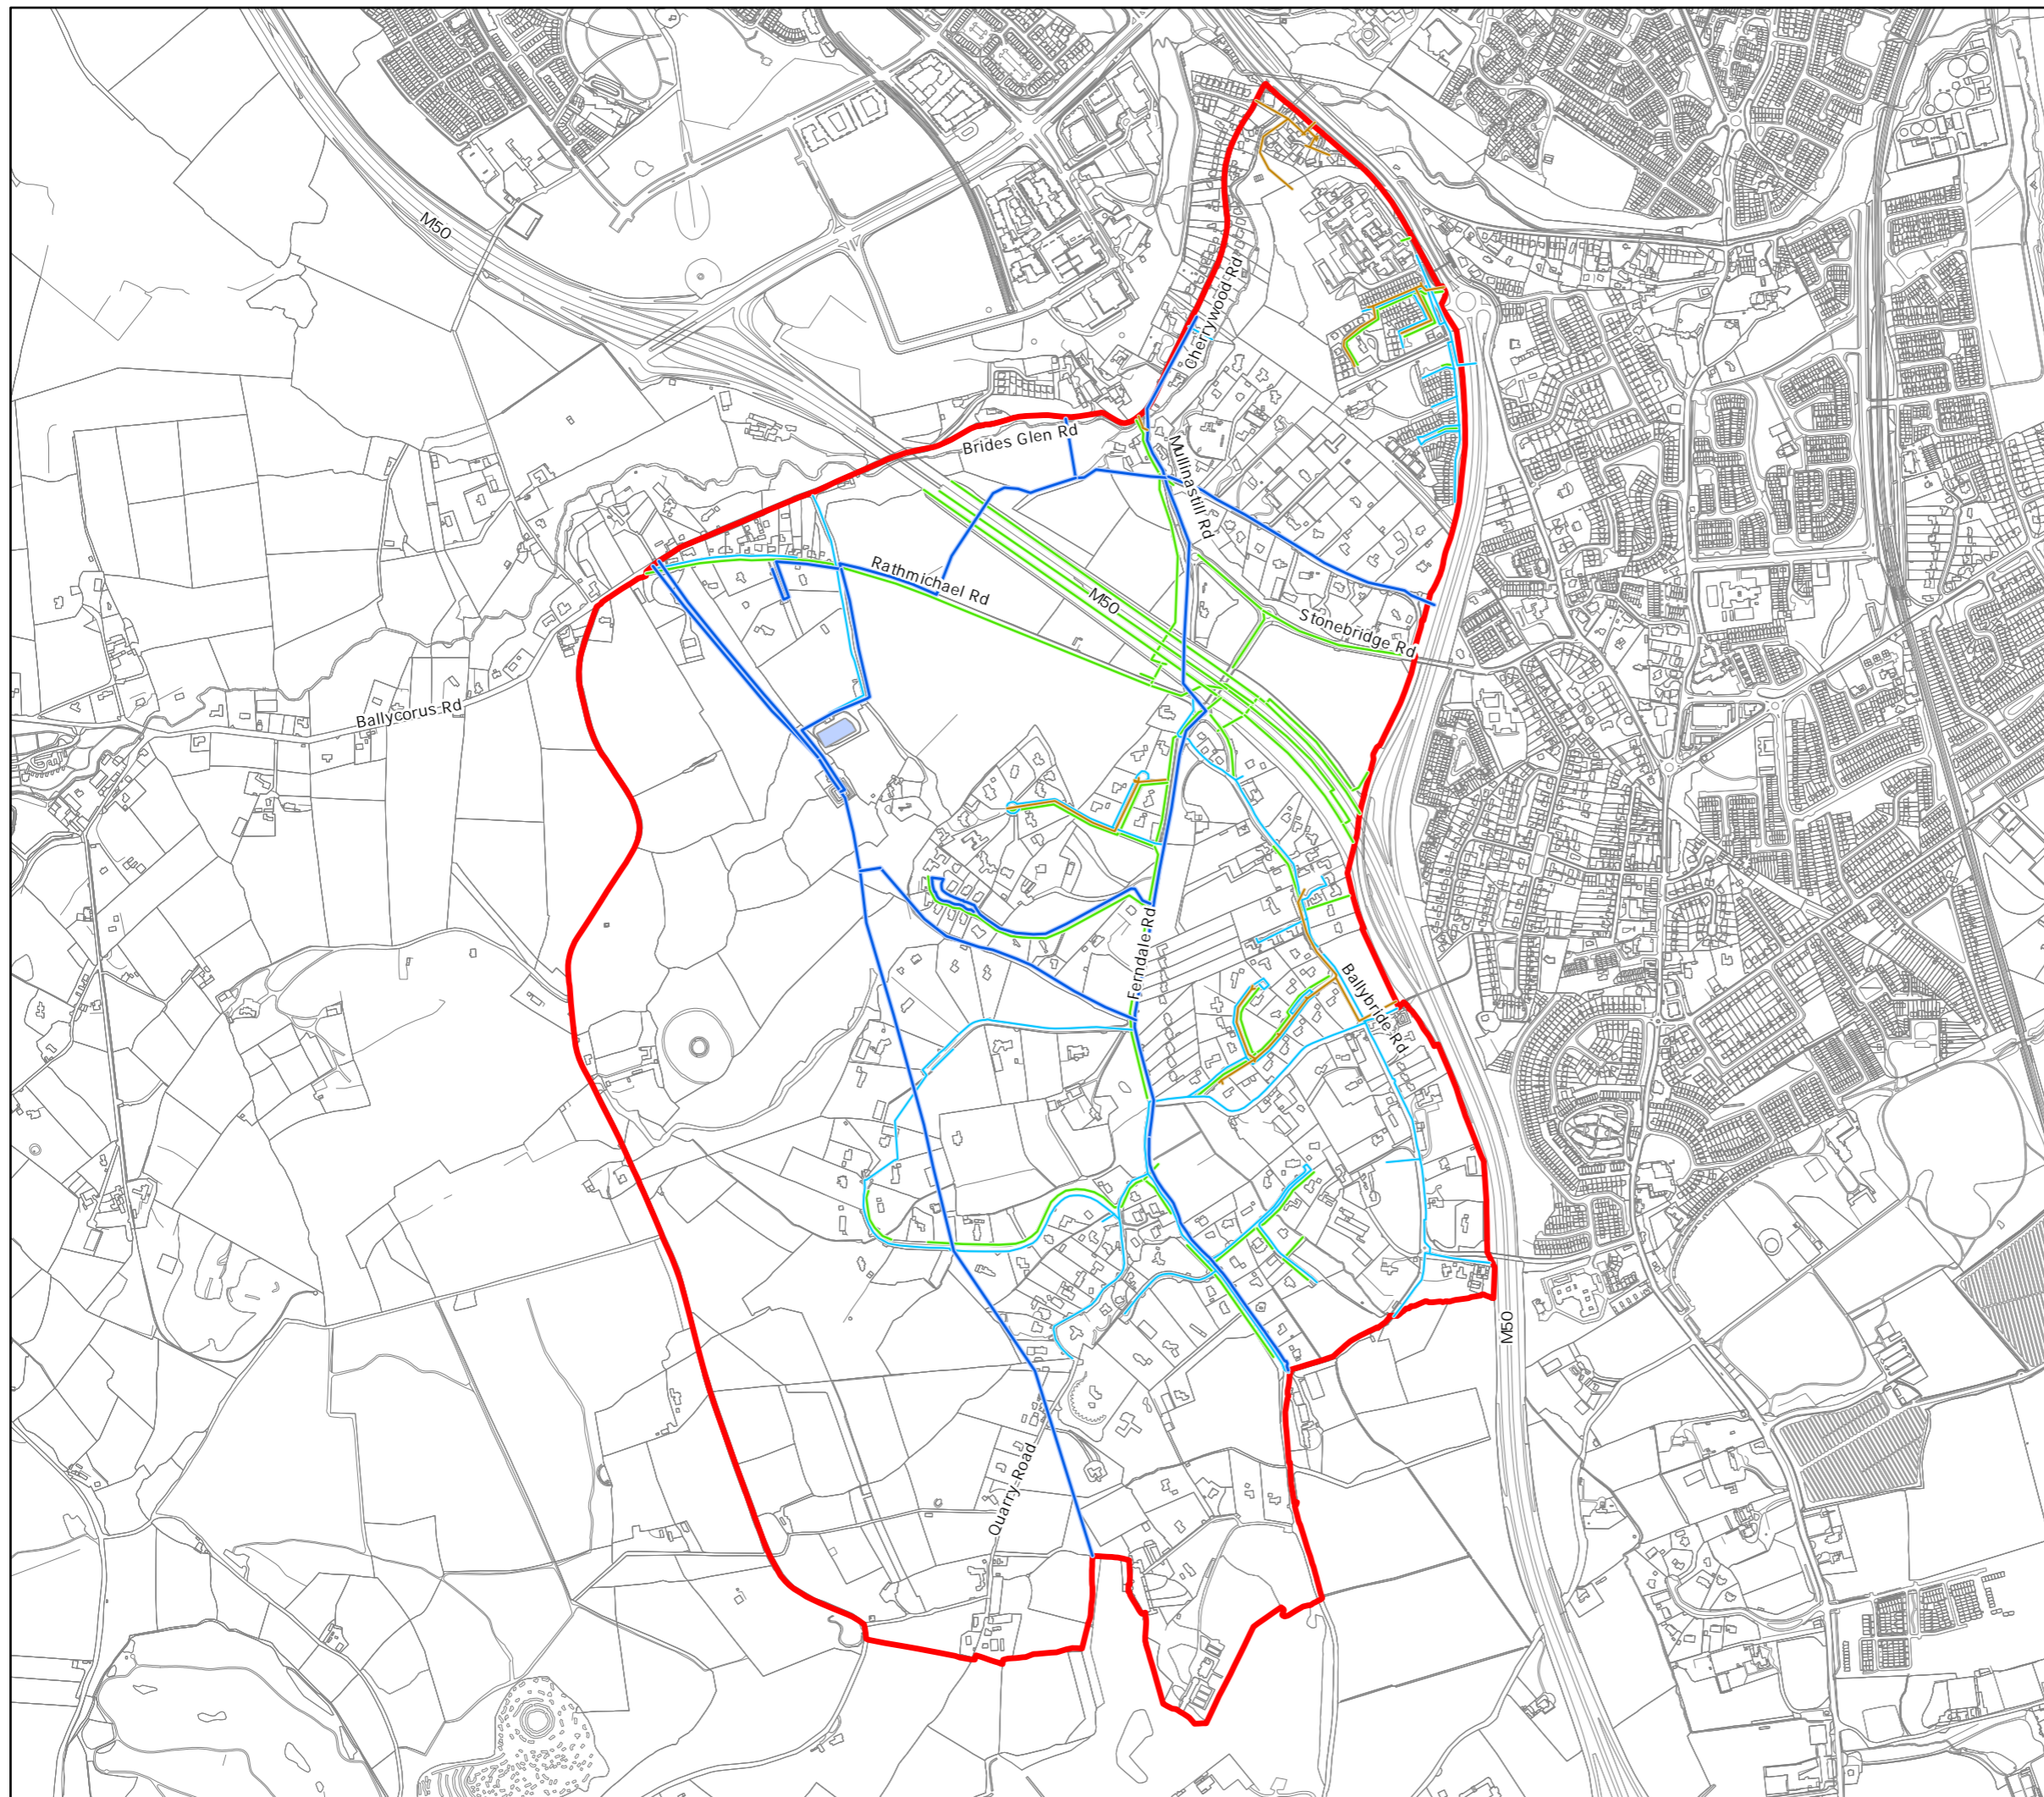 M50
Cherrywood Rd
Brides Glen Rd
Mullinastill Rd
Rathmichael Rd
M50
Stonebridge Rd
Ballycorus Rd
Ferndale Rd
Ballybride Rd
M50
Quarry Road